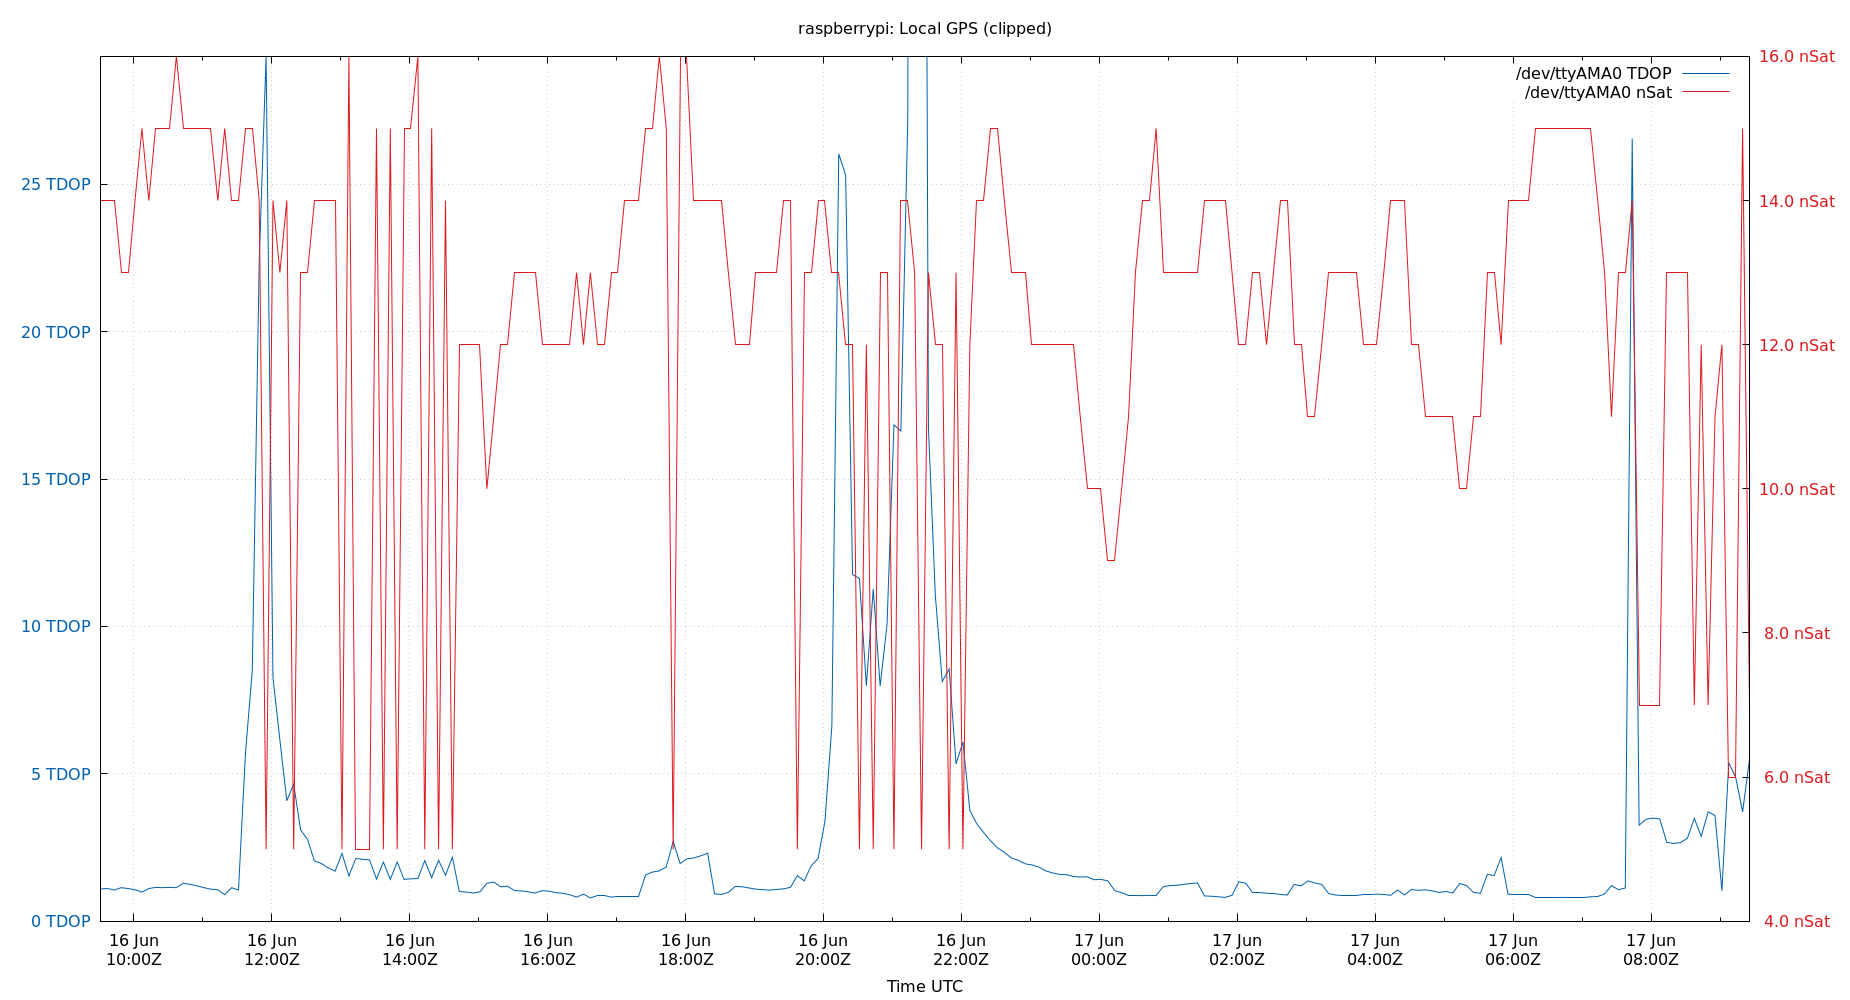 raspberrypi: Local GPS (clipped)
/dev/ttyAMA0 TDOP
/dev/ttyAMA0 nSat
25 TDOP
20 TDOP
15 TDOP
10 TDOP
5 TDOP
0 TDOP
16.0 nSat
14.0 nSat
12.0 nSat
10.0 nSat
8.0 nSat
6.0 nSat
4.0 nSat
16 Jun 16 Jun 16 Jun 16 Jun 16 Jun 16 Jun 16 Jun 17 Jun 17 Jun 17 Jun 17 Jun 17 Jun
10:00Z 12:00Z 14:00Z 16:00Z 18:00Z 20:00Z 22:00Z 00:00Z 02:00Z 04:00Z 06:00Z 08:00Z
Time UTC